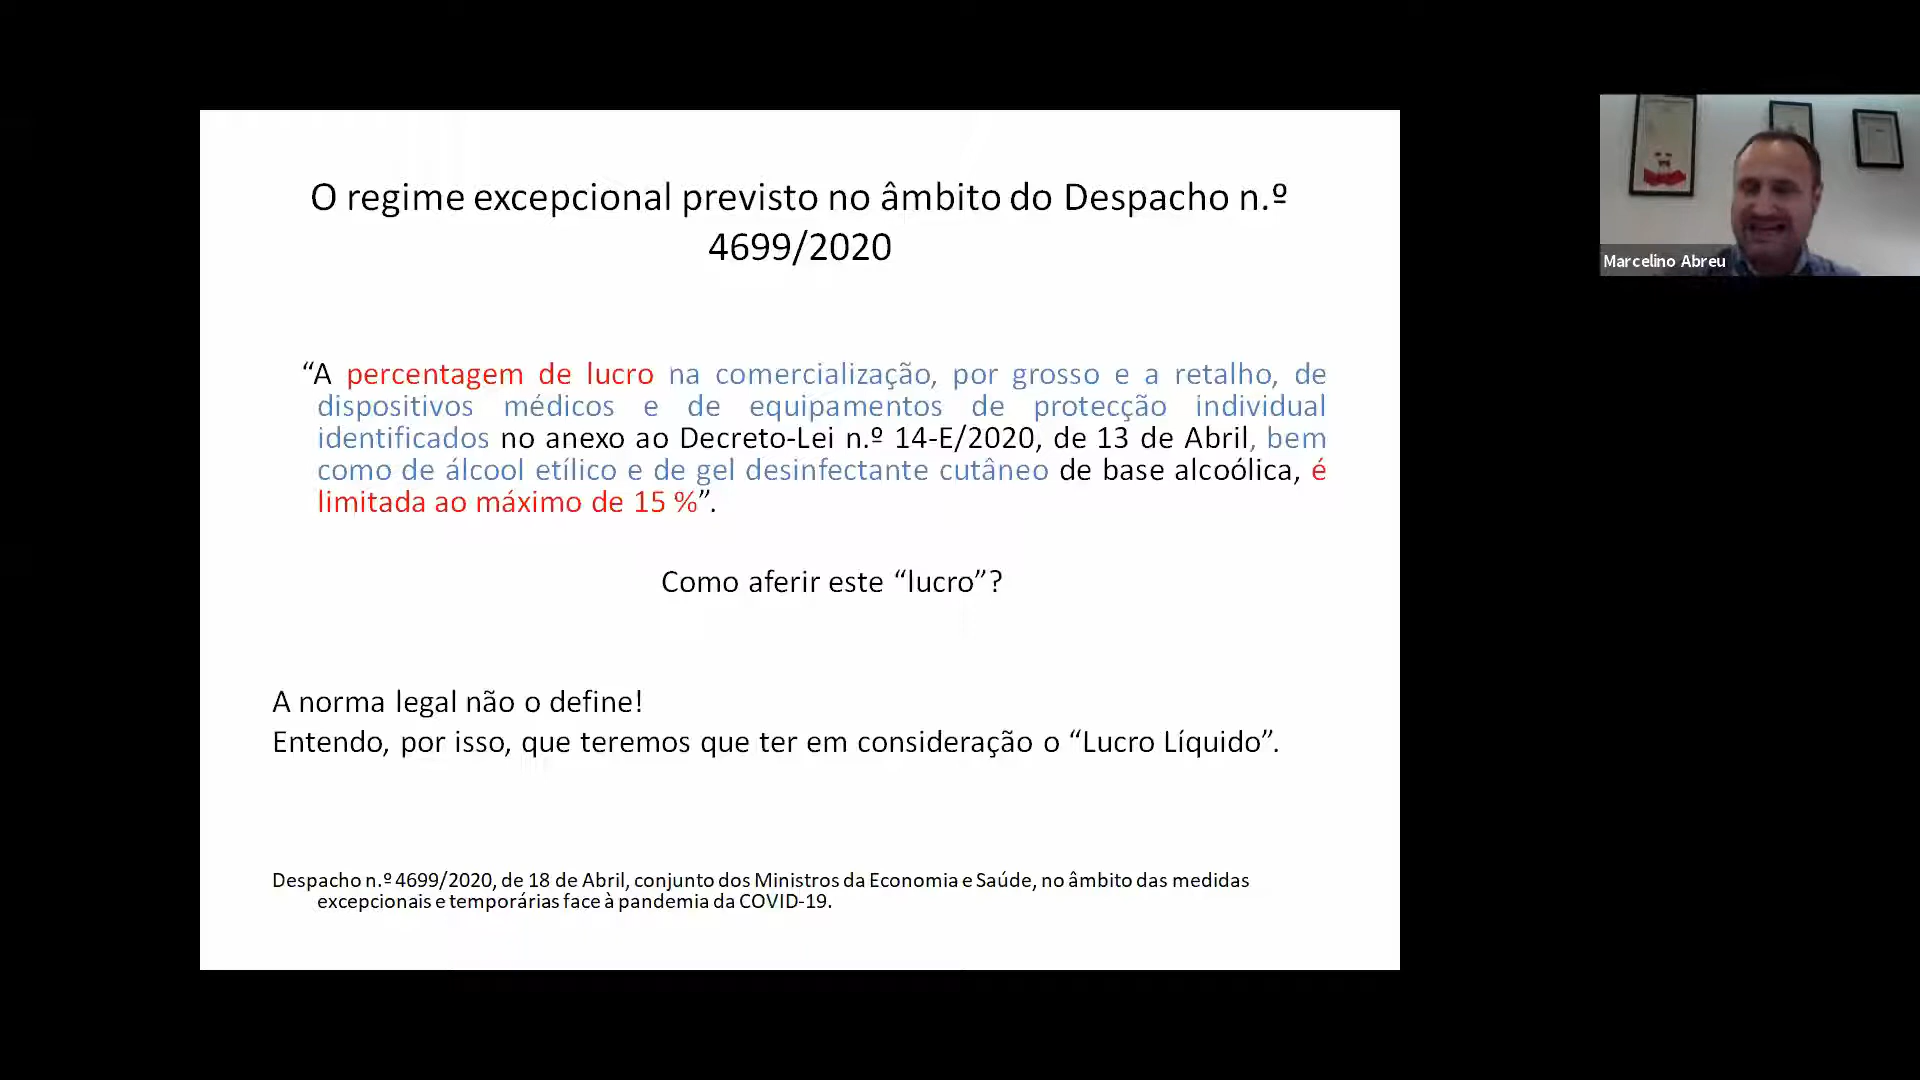 O regime excepcional previsto no âmbito do Despacho n.º
4699/2020
“A percentagem de lucro na comercialização, por grosso e a retalho, de
dispositivos médicos e de equipamentos de protecção individual
identificados no anexo ao Decreto-Lei n.º 14-E/2020, de 13 de Abril, bem
como de álcool etílico e de gel desinfectante cutâneo de base alcoólica, é
limitada ao máximo de 15 %”.
Como aferir este “lucro”?
A norma legal não o define!
Entendo, por isso, que teremos que ter em consideração o “Lucro Líquido”.
Despacho n.º 4699/2020, de 18 de Abril, conjunto dos Ministros da Economia e Saúde, no âmbito das medidas
excepcionais e temporárias face à pandemia da COVID-19.
Marcelino Abreu